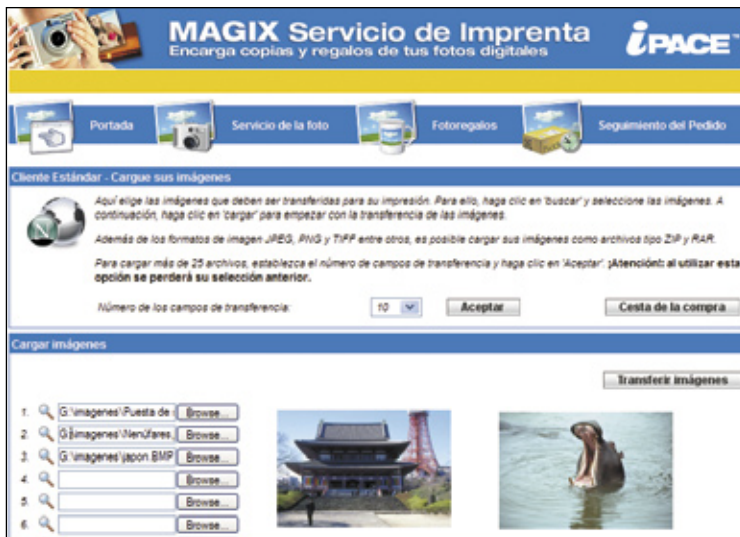 MAGIX Servicio de Imprenta
Encarga copias y regalos de tus fotos digitales
iPACE™
Portada
Servicio de la foto
Fotoregalos
Seguimiento del Pedido
Cliente Estándar - Cargue sus imágenes
Aquí elige las imágenes que deben ser transferidas para su impresión. Para ello, haga clic en 'buscar' y seleccione las imágenes. A
continuación, haga clic en 'cargar' para empezar con la transferencia de las imágenes.
Además de los formatos de imagen JPEG, PNG y TIFF entre otros, es posible cargar sus imágenes como archivos tipo ZIP y RAR.
Para cargar más de 25 archivos, establezca el número de campos de transferencia y haga clic en 'Aceptar'. ¡Atención!: al utilizar esta
opción se perderá su selección anterior.
Número de los campos de transferencia:
10
Aceptar
Cesta de la compra
Cargar imágenes
Transferir imágenes
1. G:\imagenes\Puesta de Browse...
2. G:\imagenes\Nenúfares. Browse...
3. G:\imagenes\japon.BMP Browse...
4. Browse...
5. Browse...
6. Browse...